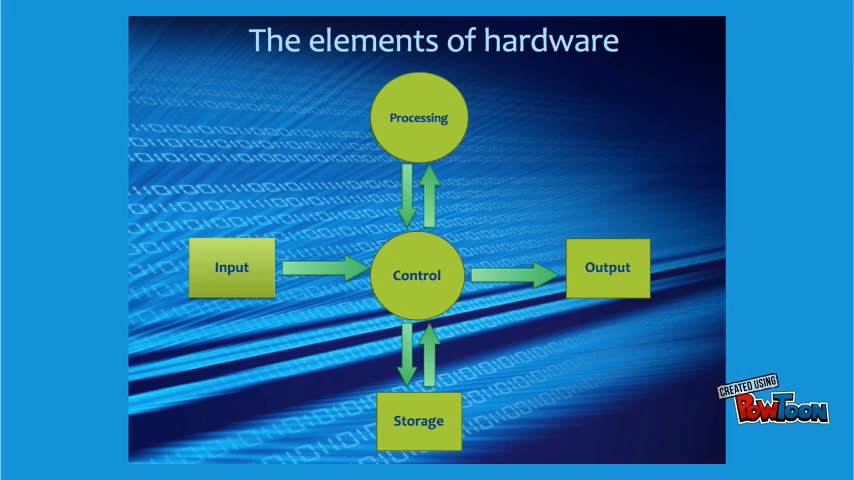 The elements of hardware
Processing
Input
Control
Output
Storage
CREATED USING
POWTOON